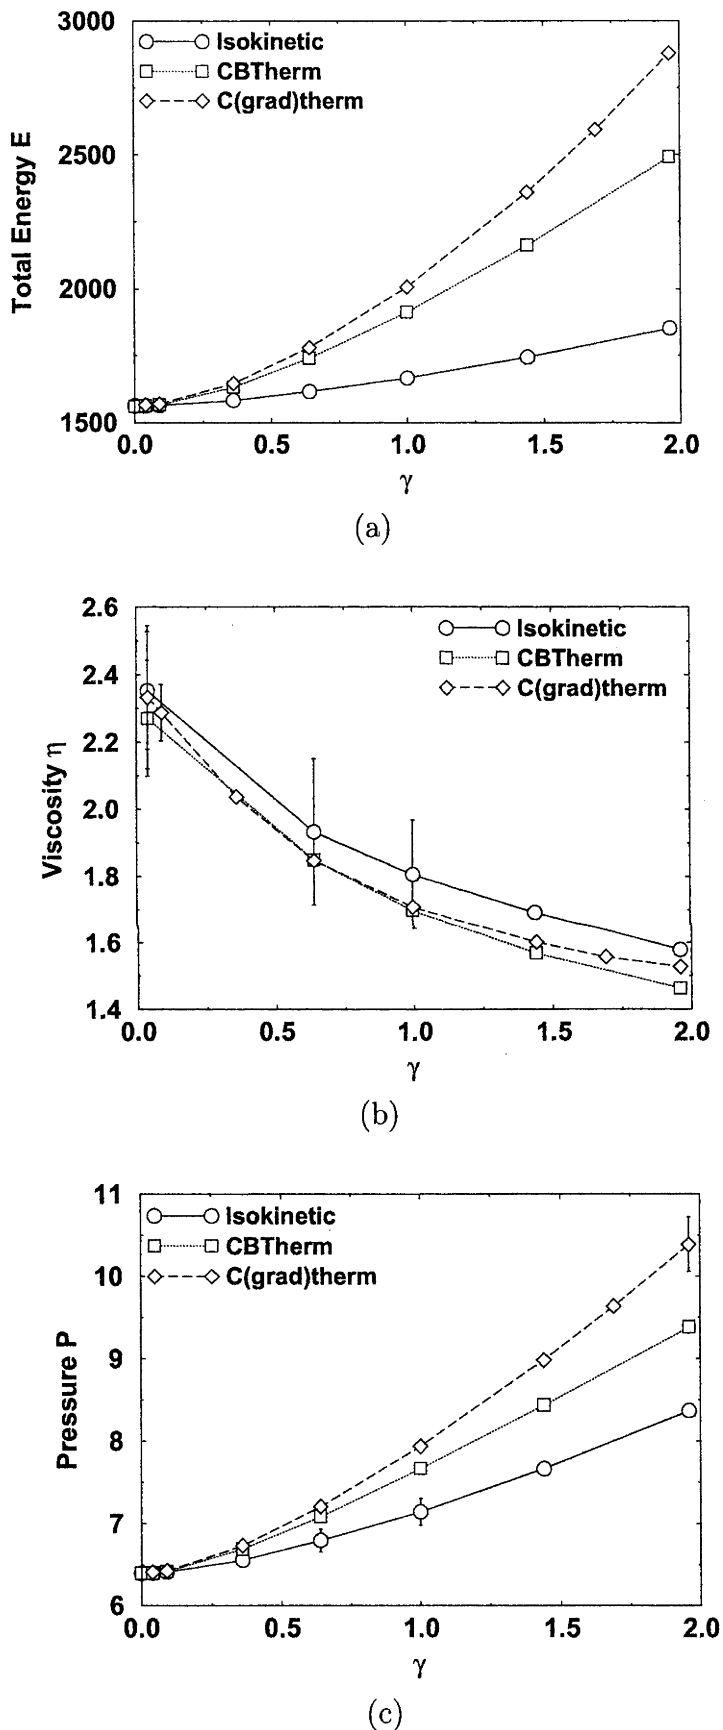 3000
Isokinetic
CBTherm
C(grad)therm
2500
Total Energy E
2000
1500
0.0 0.5 1.0 1.5 2.0
γ
(a)
2.6
Isokinetic
2.4
CBTherm
C(grad)therm
2.2
Viscosity η
2.0
1.8
1.6
1.4
0.0 0.5 1.0 1.5 2.0
γ
(b)
11
Isokinetic
CBTherm
10
C(grad)therm
9
Pressure P
8
7
6
0.0 0.5 1.0 1.5 2.0
γ
(c)